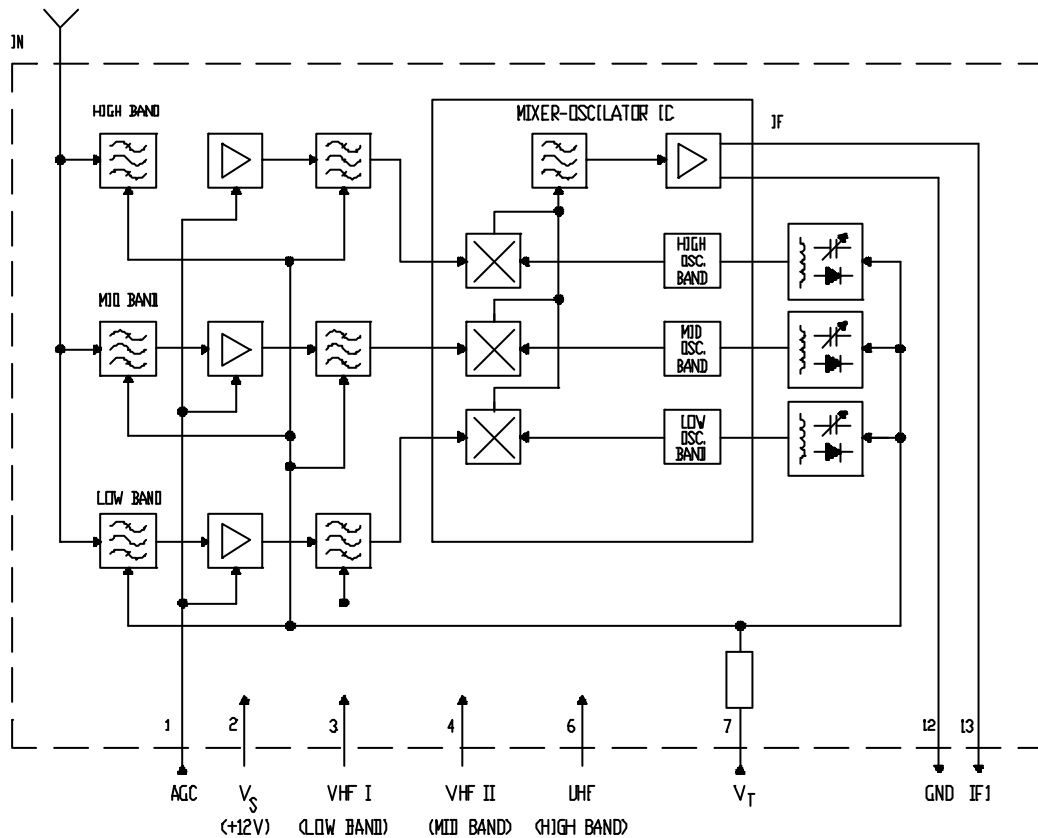 IN
HIGH BAND
MIXER-OSCILATOR IC
IF
HIGH
OSC.
BAND
MID BAND
MID
OSC.
BAND
LOW
OSC.
BAND
LOW BAND
1
2
3
4
6
7
12
13
AGC
VS
(+12V)
VHF I
(LOW BAND)
VHF II
(MID BAND)
UHF
(HIGH BAND)
VT
GND
IF1